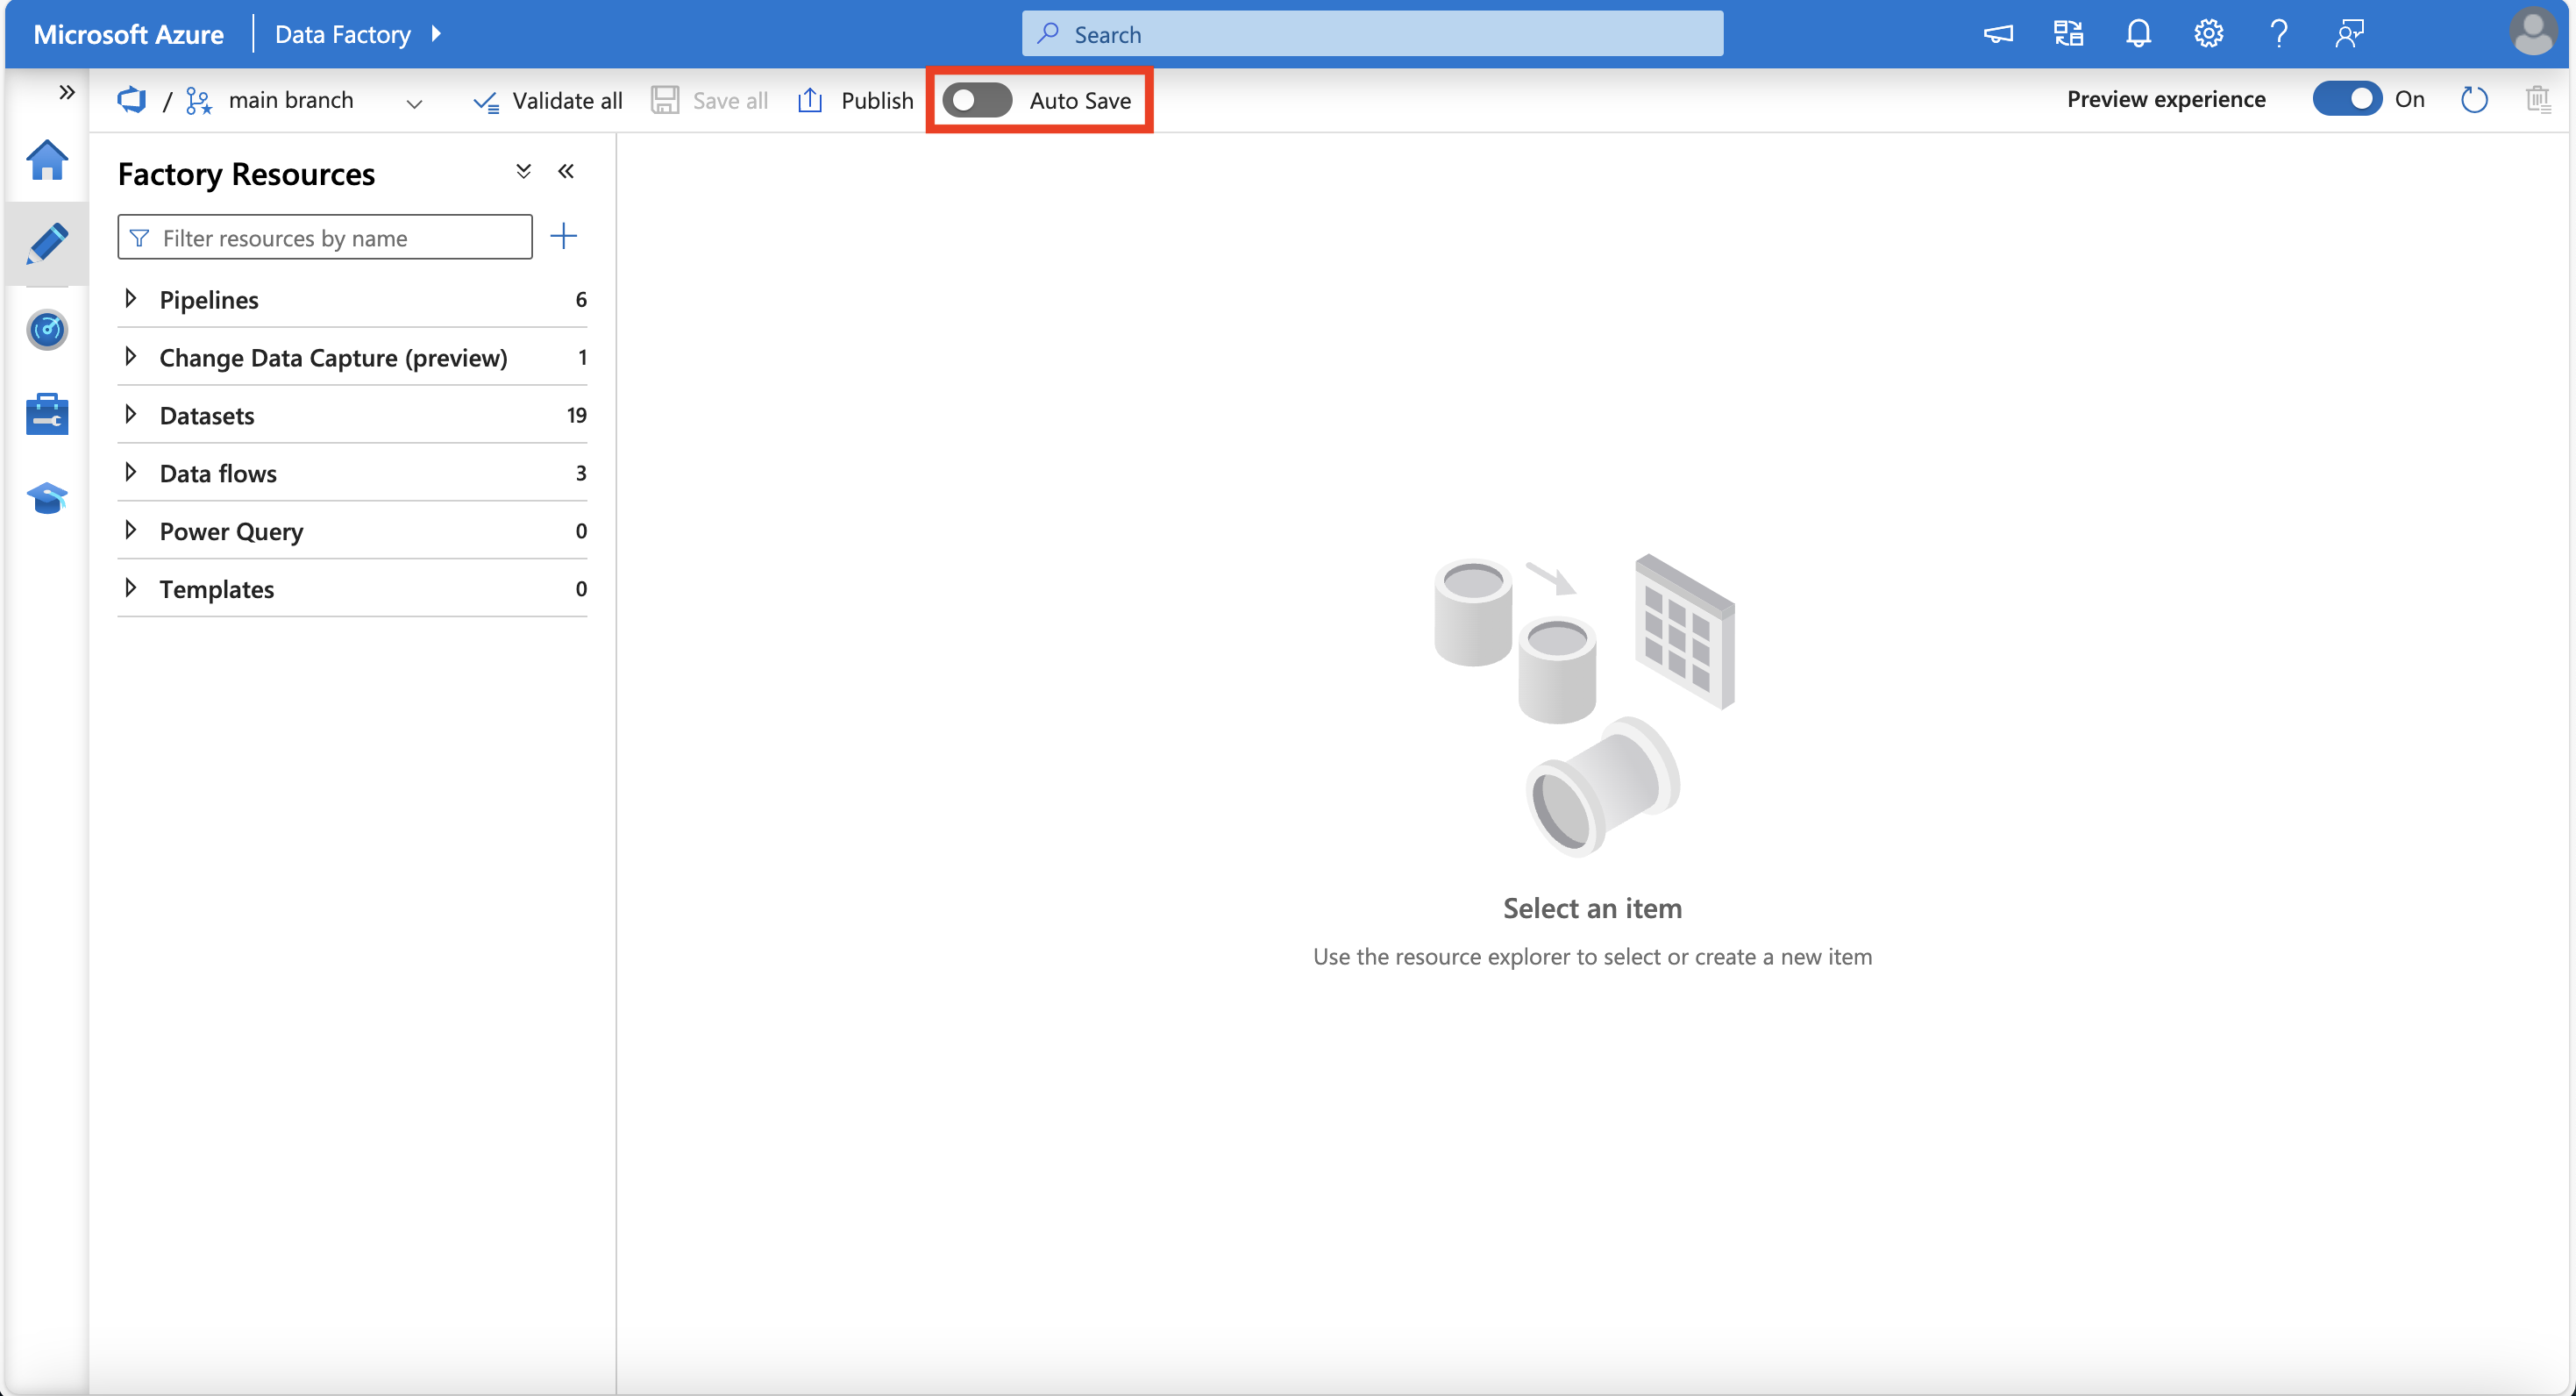 Microsoft Azure
Data Factory
Search
/
main branch
Validate all
Save all
Publish
Auto Save
Preview experience
On
Factory Resources
Filter resources by name
Pipelines 6
Change Data Capture (preview) 1
Datasets 19
Data flows 3
Power Query 0
Templates 0
Select an item
Use the resource explorer to select or create a new item